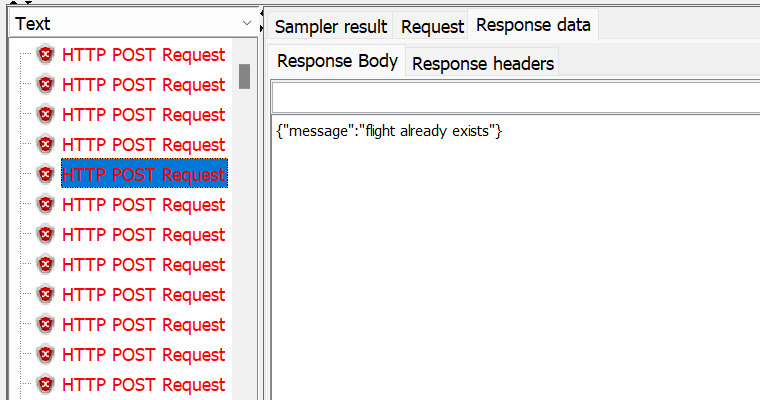 Text
HTTP POST Request
HTTP POST Request
HTTP POST Request
HTTP POST Request
HTTP POST Request
HTTP POST Request
HTTP POST Request
HTTP POST Request
HTTP POST Request
HTTP POST Request
HTTP POST Request
HTTP POST Request
Sampler result Request Response data
Response Body Response headers
{"message":"flight already exists"}